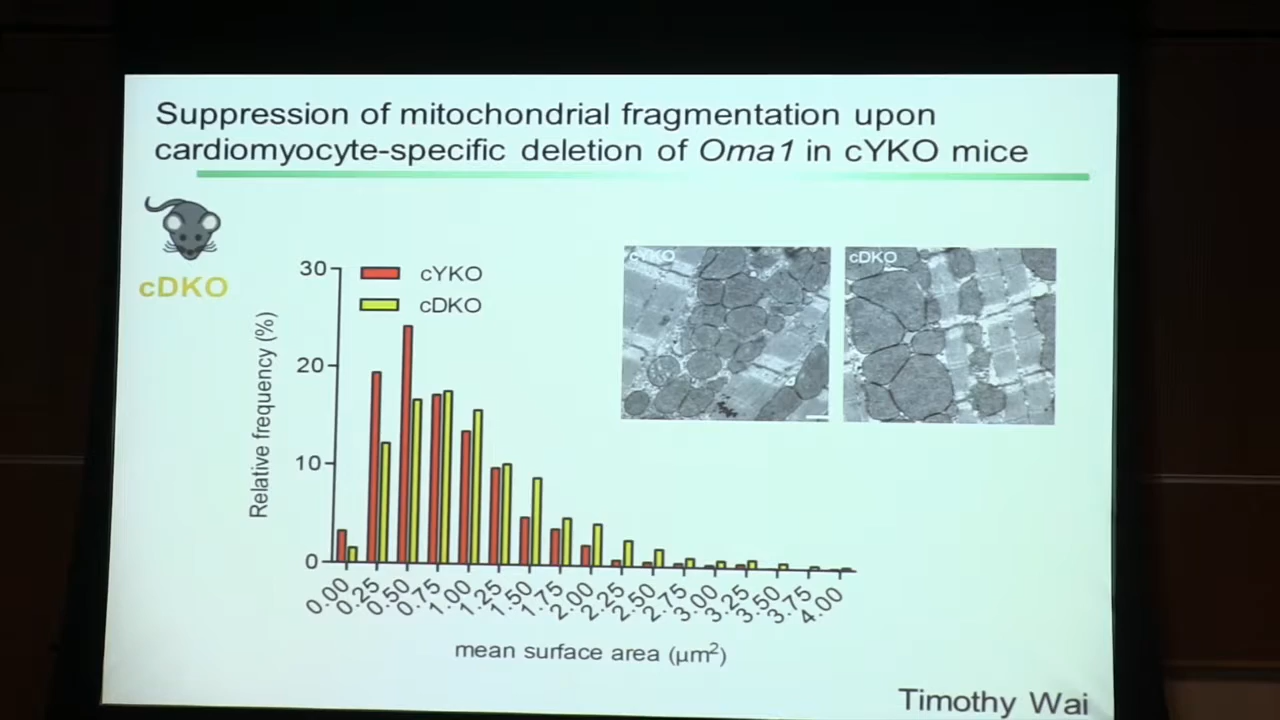 Suppression of mitochondrial fragmentation upon
cardiomyocyte-specific deletion of Oma1 in cYKO mice
cDKO
cYKO
cDKO
cYKO
cDKO
30
20
10
0
Relative frequency (%)
0.00 0.25 0.50 0.75 1.00 1.25 1.50 1.75 2.00 2.25 2.50 2.75 3.00 3.25 3.50 3.75 4.00
mean surface area (μm²)
Timothy Wai